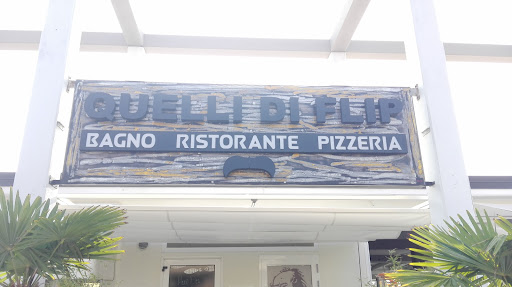 QUELLI DI FLIP
BAGNO RISTORANTE PIZZERIA